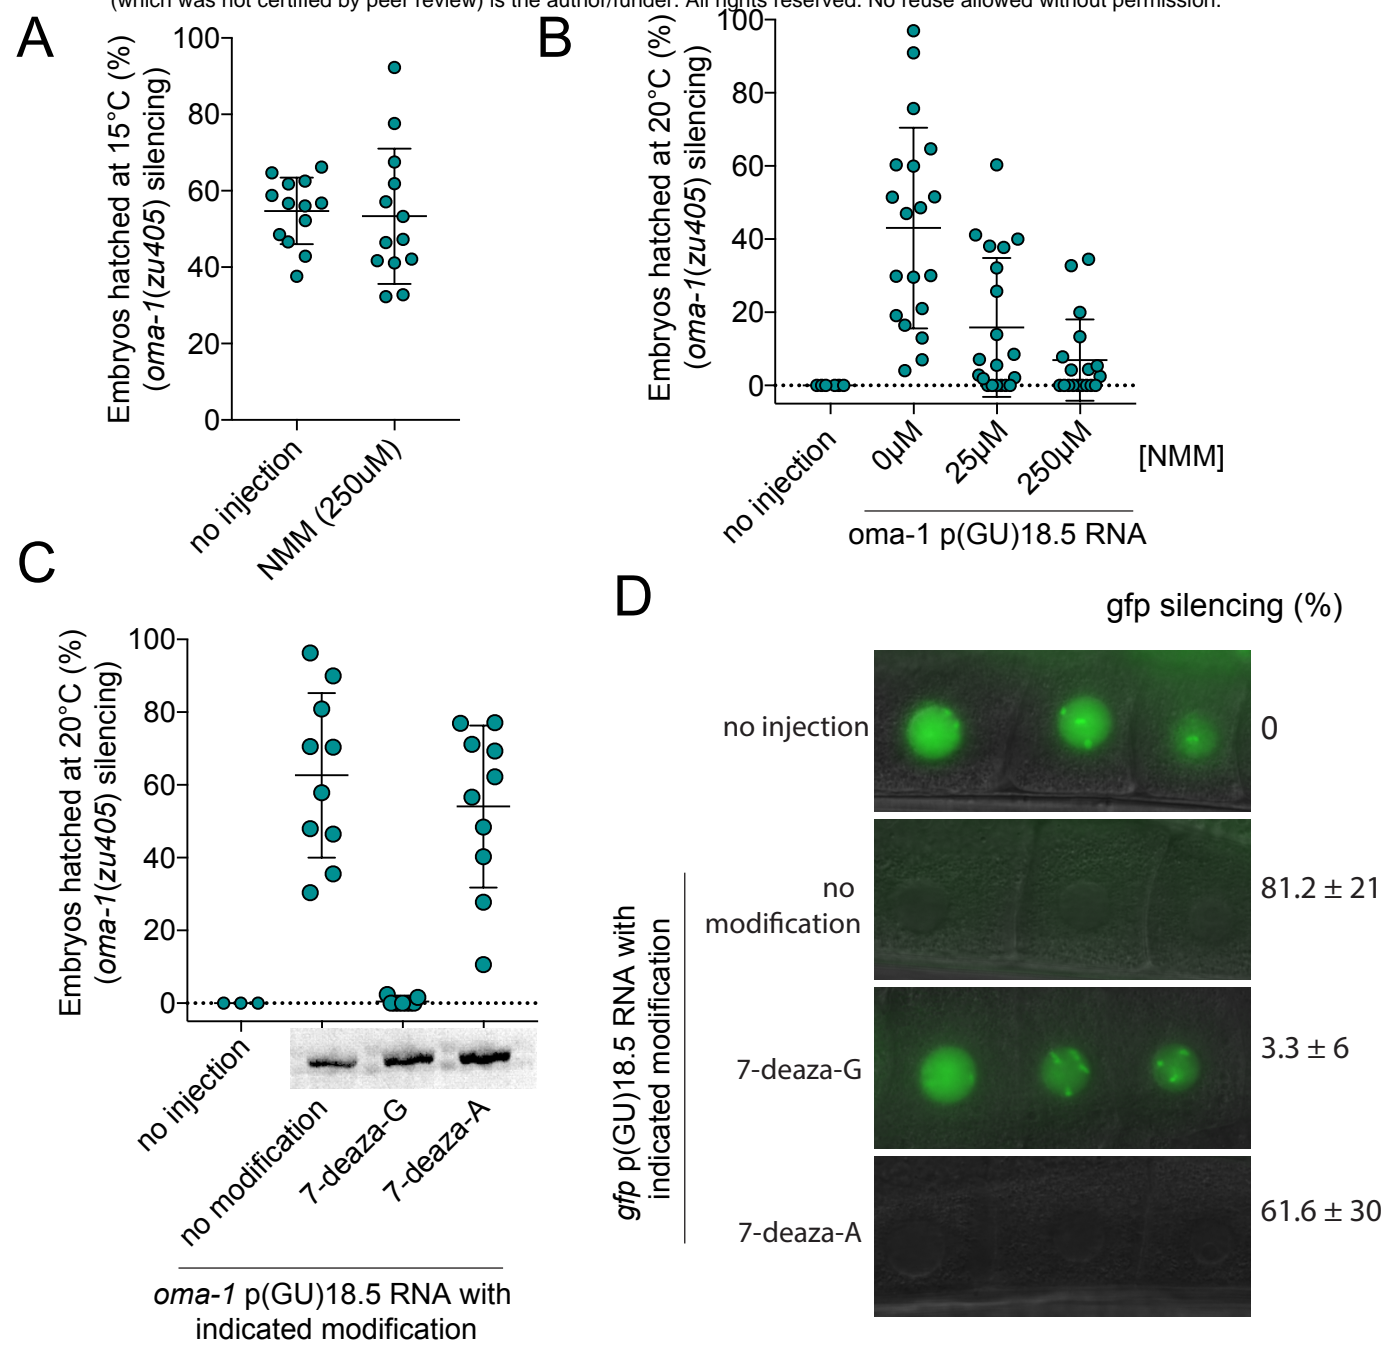 (which was not certified by peer review) is the author/funder. All rights reserved. No reuse allowed without permission.
A
Embryos hatched at 15°C (%)
(oma-1(zu405) silencing)
100
80
60
40
20
0
no injection
NMM (250uM)
B
Embryos hatched at 20°C (%)
(oma-1(zu405) silencing)
100
80
60
40
20
0
no injection
0µM
25µM
250µM
[NMM]
oma-1 p(GU)18.5 RNA
C
Embryos hatched at 20°C (%)
(oma-1(zu405) silencing)
100
80
60
40
20
0
no injection
no modification
7-deaza-G
7-deaza-A
oma-1 p(GU)18.5 RNA with
indicated modification
D
gfp silencing (%)
no injection
0
gfp p(GU)18.5 RNA with
indicated modification
no
modification
81.2 ± 21
7-deaza-G
3.3 ± 6
7-deaza-A
61.6 ± 30